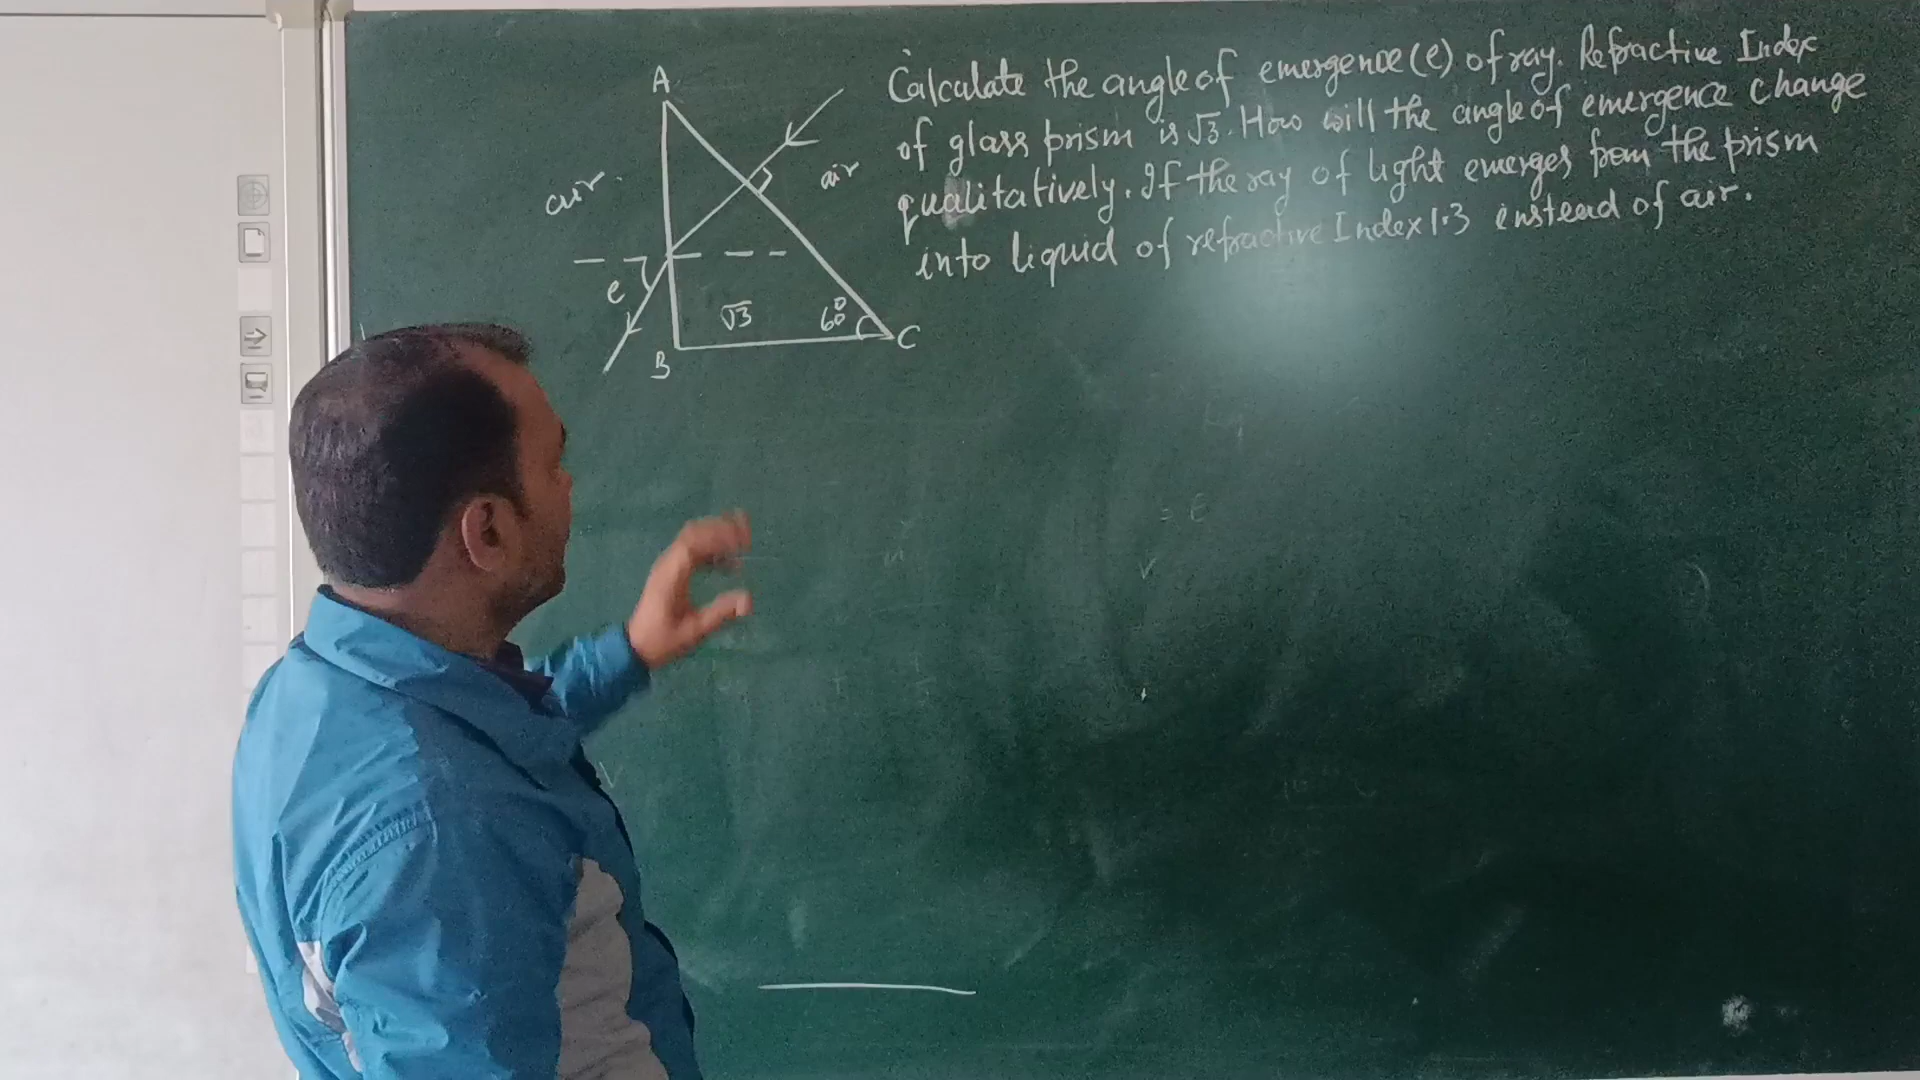 Calculate the angle of emergence (e) of ray. Refractive Index
of glass prism is √3. How will the angle of emergence change
qualitatively. If the ray of light emerges from the prism
into liquid of refractive Index 1.3 instead of air.
A
air
air
e
√3
60°
B
C
= e